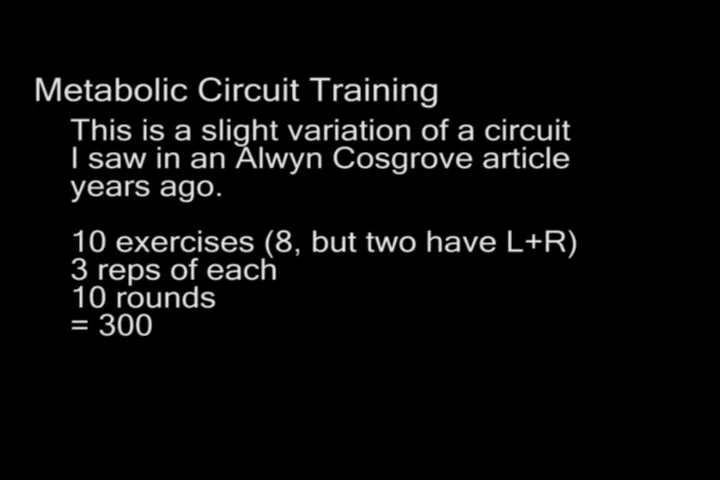 Metabolic Circuit Training
This is a slight variation of a circuit
I saw in an Alwyn Cosgrove article
years ago.
10 exercises (8, but two have L+R)
3 reps of each
10 rounds
= 300